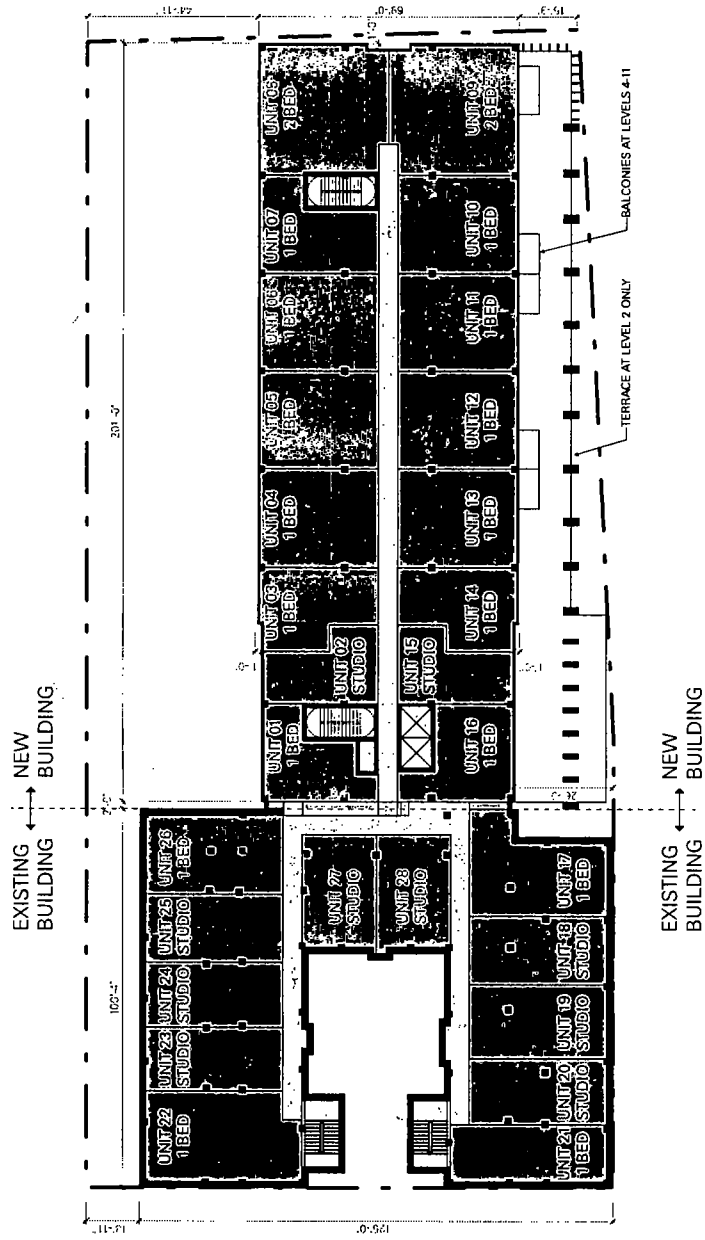 EXISTING
BUILDING
NEW
BUILDING
201'-0"
100'-4"
UNIT 22
1 BED
UNIT 23
STUDIO
UNIT 24
STUDIO
UNIT 25
STUDIO
UNIT 26
1 BED
UNIT 01
1 BED
UNIT 02
STUDIO
UNIT 03
1 BED
UNIT 04
1 BED
UNIT 05
1 BED
UNIT 06
1 BED
UNIT 07
1 BED
UNIT
2 BED
UNIT 27
STUDIO
UNIT 28
STUDIO
UNIT 16
1 BED
UNIT 15
STUDIO
UNIT 14
1 BED
UNIT 13
1 BED
UNIT 12
1 BED
UNIT 11
1 BED
UNIT 10
1 BED
UNIT 09
2 BED
UNIT 21
1 BED
UNIT 20
STUDIO
UNIT 19
STUDIO
UNIT 18
STUDIO
UNIT 17
1 BED
26'-0"
TERRACE AT LEVEL 2 ONLY
BALCONIES AT LEVELS 4-11
EXISTING
BUILDING
NEW
BUILDING